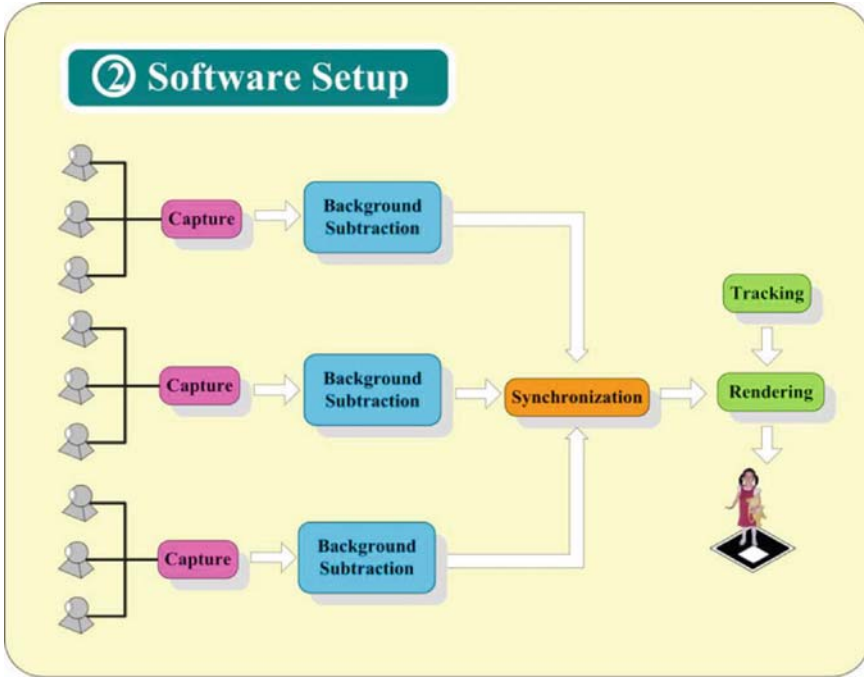 ② Software Setup
Capture
Background
Subtraction
Capture
Background
Subtraction
Synchronization
Tracking
Rendering
Capture
Background
Subtraction